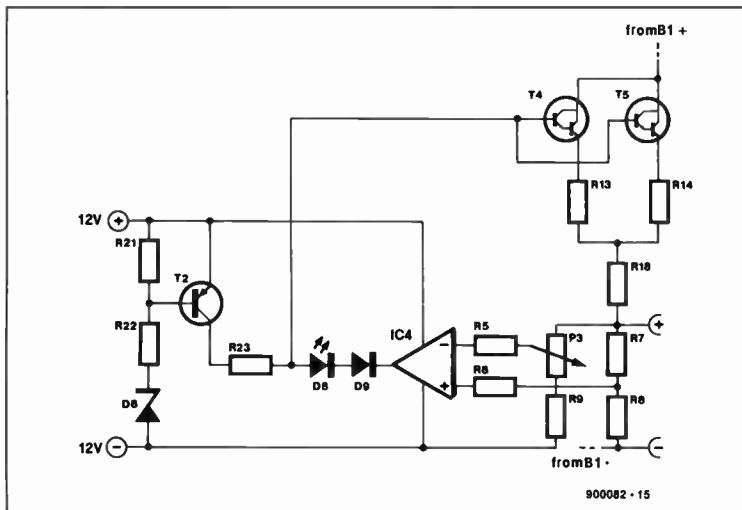 fromB1 +
T4
T5
R13
R14
12V +
R21
T2
R18
IC4
P3
+
R22
R5
R7
R23
-
R6
+
D8
D9
R9
R8
D6
12V -
fromB1 -
-
900082 - 15